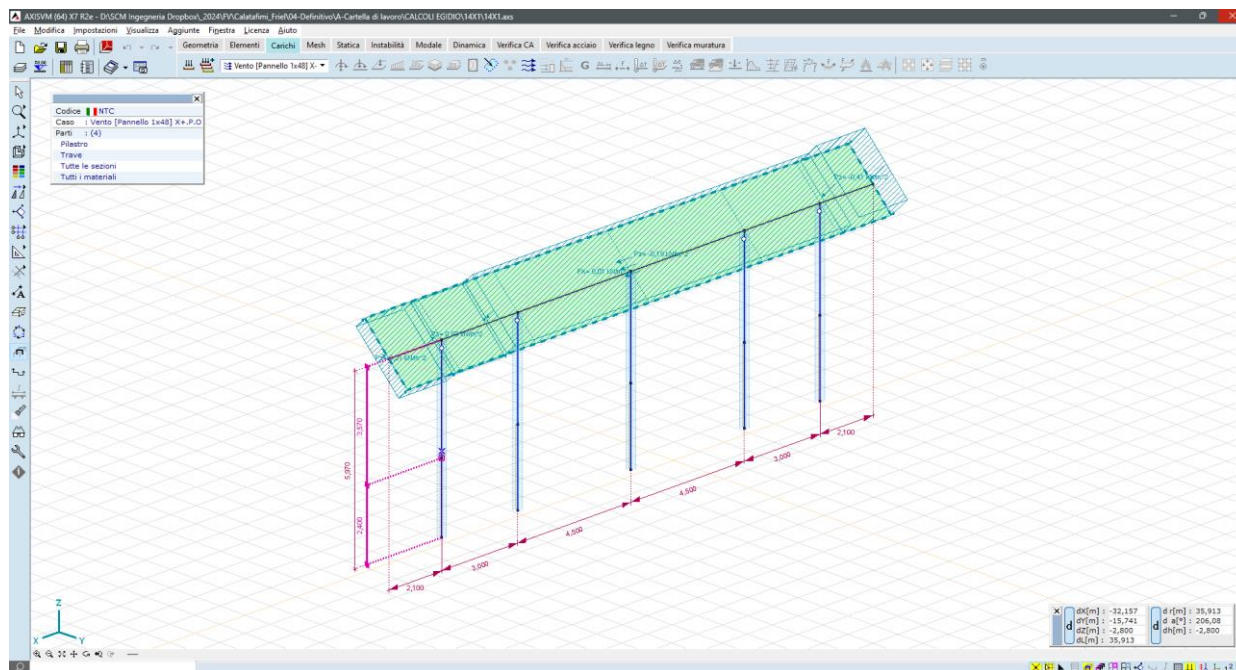 AXISVM (64) X7 R2e - D:\SCM Ingegneria Dropbox\_2024\FV\Calatafimi_Friel\04-Definitivo\A-Cartella di lavoro\CALCOLI EGIDIO\14X1\14X1.axs
File Modifica Impostazioni Visualizza Aggiunte Finestra Licenza Aiuto
Geometria Elementi Carichi Mesh Statica Instabilità Modale Dinamica Verifica CA Verifica acciaio Verifica legno Verifica muratura
Vento [Pannello 1x48] X-
Codice NTC
Caso : Vento [Pannello 1x48] X+.P.O
Parti : (4)
Pilastro
Trave
Tutte le sezioni
Tutti i materiali
3,570
5,970
2,400
2,100
3,000
4,500
4,500
3,000
2,100
Z
X
Y
dX[m] : -32,157
dY[m] : -15,741
dZ[m] : -2,800
dL[m] : 35,913
d
d r[m] : 35,913
d a[°] : 206,08
dh[m] : -2,800
d